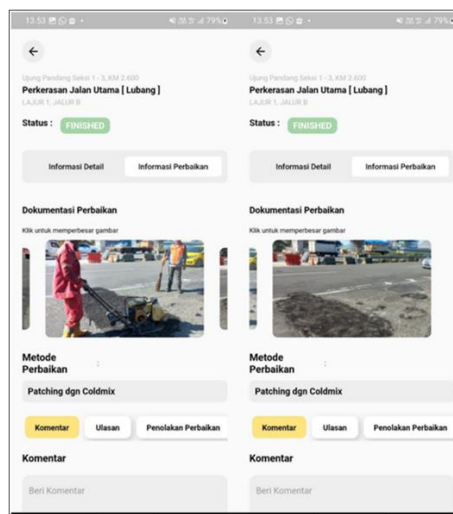 13.53
79%
Ujung Pandang Seksi 1 - 3, KM 2.600
Perkerasan Jalan Utama [ Lubang ]
LAJUR 1, JALUR B
Status : FINISHED
Informasi Detail Informasi Perbaikan
Dokumentasi Perbaikan
Klik untuk memperbesar gambar
Metode
Perbaikan :
Patching dgn Coldmix
Komentar Ulasan Penolakan Perbaikan
Komentar
Beri Komentar
13.53
79%
Ujung Pandang Seksi 1 - 3, KM 2.600
Perkerasan Jalan Utama [ Lubang ]
LAJUR 1, JALUR B
Status : FINISHED
Informasi Detail Informasi Perbaikan
Dokumentasi Perbaikan
Klik untuk memperbesar gambar
Metode
Perbaikan :
Patching dgn Coldmix
Komentar Ulasan Penolakan Perbaikan
Komentar
Beri Komentar